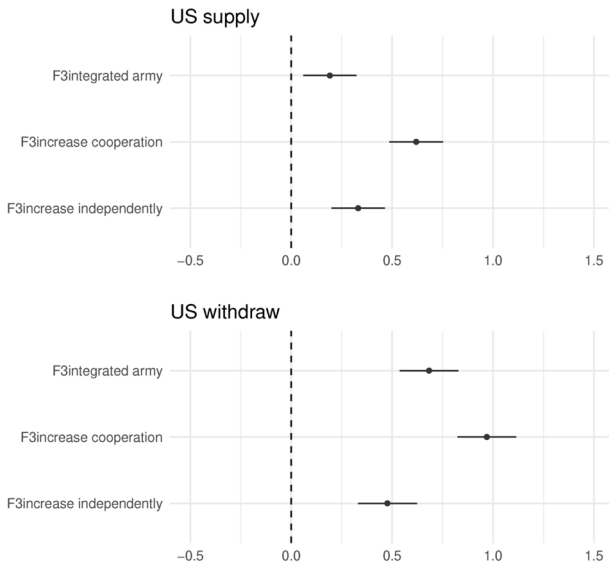 US supply
F3integrated army
F3increase cooperation
F3increase independently
−0.5 0.0 0.5 1.0 1.5
US withdraw
F3integrated army
F3increase cooperation
F3increase independently
−0.5 0.0 0.5 1.0 1.5